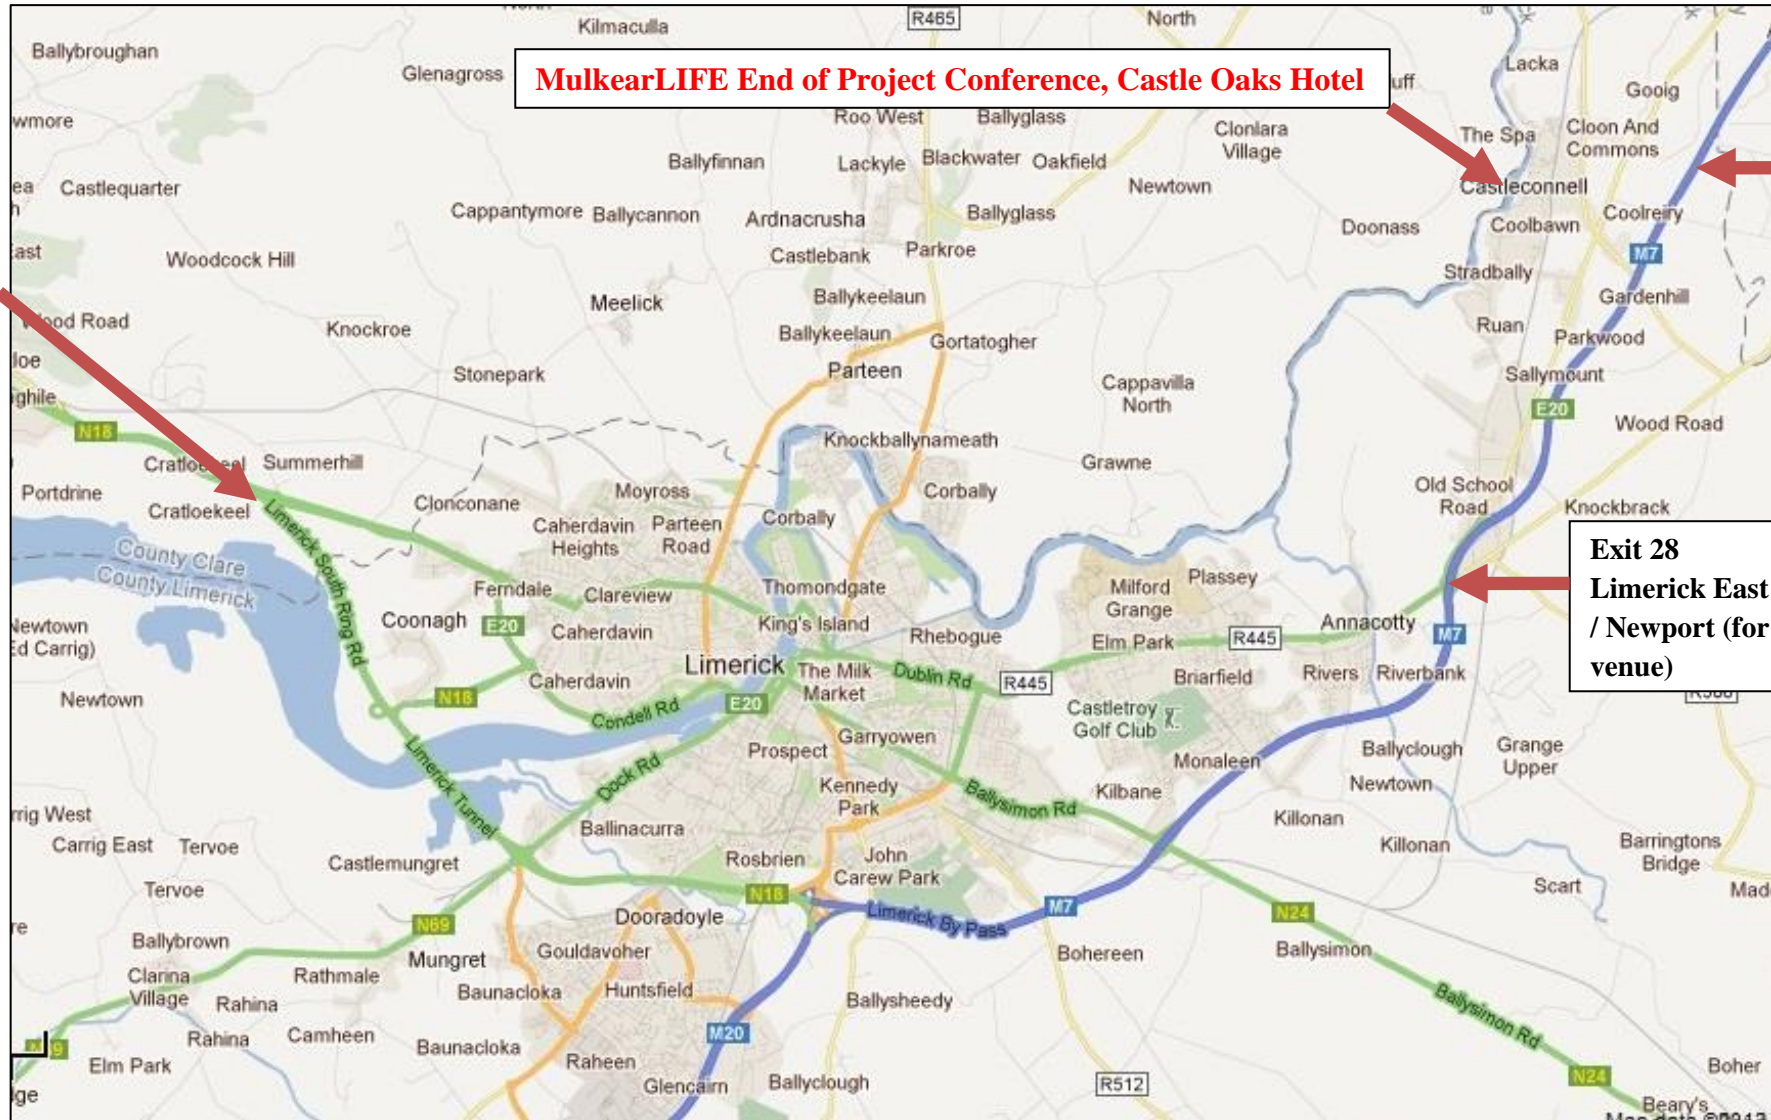 R465
North
Kilmaculla
Ballybroughan
Glenagross
MulkearLIFE End of Project Conference, Castle Oaks Hotel
Lacka
Gooig
Roo West
Ballyglass
Clonlara
Village
The Spa
Cloon And
Commons
Ballyfinnan
Lackyle
Blackwater
Oakfield
Newtown
Castleconnell
Castlequarter
Cappantymore
Ballycannon
Ardnacrusha
Ballyglass
Doonass
Coolbawn
Coolreiry
Castlebank
Parkroe
Woodcock Hill
M7
Stradbally
Meelick
Ballykeelaun
Gardenhill
Wood Road
Knockroe
Ballykeelaun
Gortatogher
Ruan
Parkwood
Stonepark
Parteen
Cappavilla
North
Sallymount
E20
N18
Wood Road
Knockballynameath
Cratloekeel
Summerhill
Grawne
Portdrine
Cratloekeel
Clonconane
Moyross
Corbally
Old School
Road
Knockbrack
Limerick South Ring Rd
Caherdavin
Heights
Parteen
Road
Corbally
County Clare
County Limerick
Exit 28
Limerick East
/ Newport (for
venue)
Ferndale
Clareview
Thomondgate
Milford
Grange
Plassey
Newtown
Coonagh
E20
Caherdavin
King's Island
Rhebogue
Elm Park
R445
Annacotty
M7
Limerick
The Milk
Market
Dublin Rd
R445
Briarfield
Rivers
Riverbank
Newtown
N18
Caherdavin
Condell Rd
E20
Castletroy
Golf Club
Limerick Tunnel
Dock Rd
Prospect
Garryowen
Monaleen
Ballyclough
Grange
Upper
Kennedy
Park
Ballysimon Rd
Kilbane
Newtown
Carrig East
Tervoe
Castlemungret
Ballinacurra
Killonan
Killonan
Barringtons
Bridge
Tervoe
Rosbrien
John
Carew Park
Scart
N18
Limerick By Pass
M7
N24
N69
Dooradoyle
Ballybrown
Mungret
Gouldavoher
Bohereen
Ballysimon
Clarina
Village
Rathmale
Baunacloka
Huntsfield
Ballysheedy
Ballysimon Rd
Rahina
Rahina
Camheen
Baunacloka
M20
Elm Park
Raheen
Glencairn
Ballyclough
R512
N24
Boher
Beary's